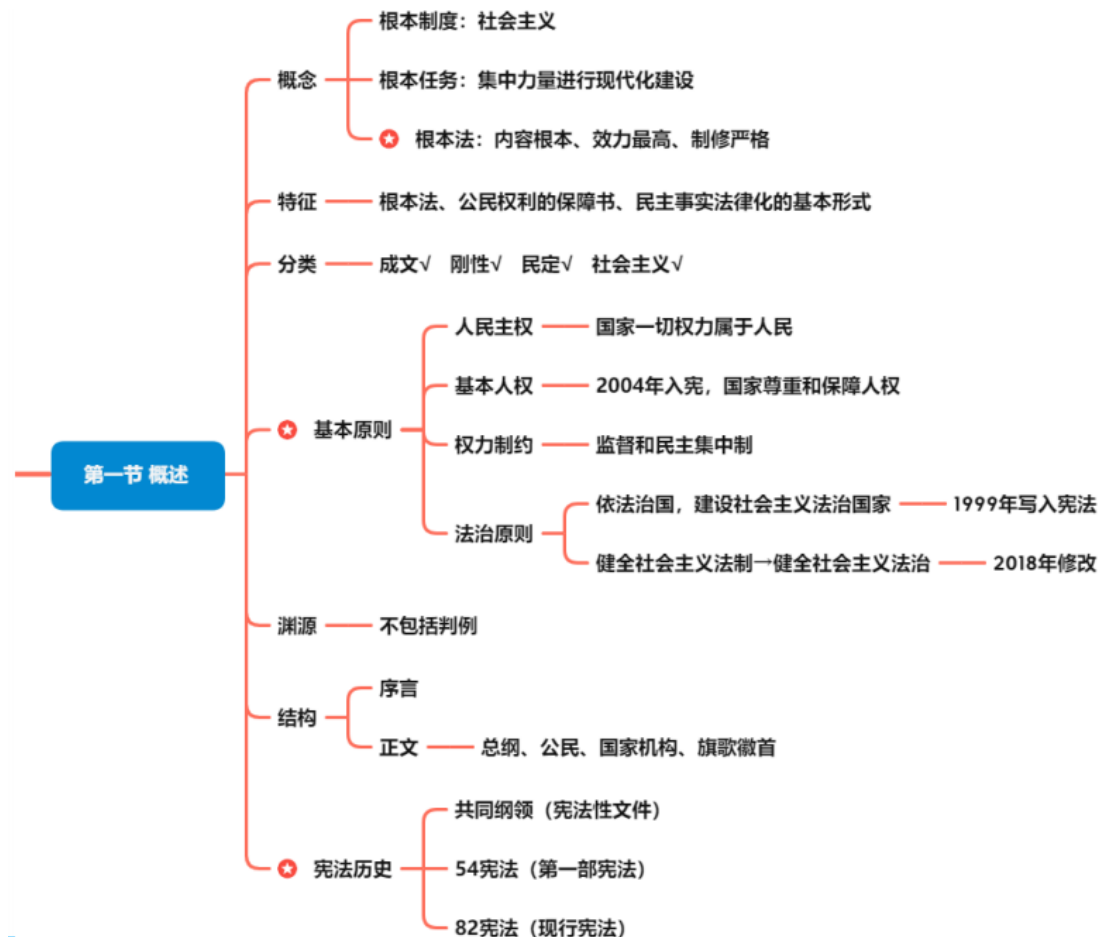 根本制度：社会主义
概念
根本任务：集中力量进行现代化建设
根本法：内容根本、效力最高、制修严格
特征
根本法、公民权利的保障书、民主事实法律化的基本形式
分类
成文√ 刚性√ 民定√ 社会主义√
人民主权
国家一切权力属于人民
基本人权
2004年入宪，国家尊重和保障人权
基本原则
权力制约
监督和民主集中制
第一节 概述
依法治国，建设社会主义法治国家
1999年写入宪法
法治原则
健全社会主义法制→健全社会主义法治
2018年修改
渊源
不包括判例
序言
结构
正文
总纲、公民、国家机构、旗歌徽首
共同纲领（宪法性文件）
宪法历史
54宪法（第一部宪法）
82宪法（现行宪法）